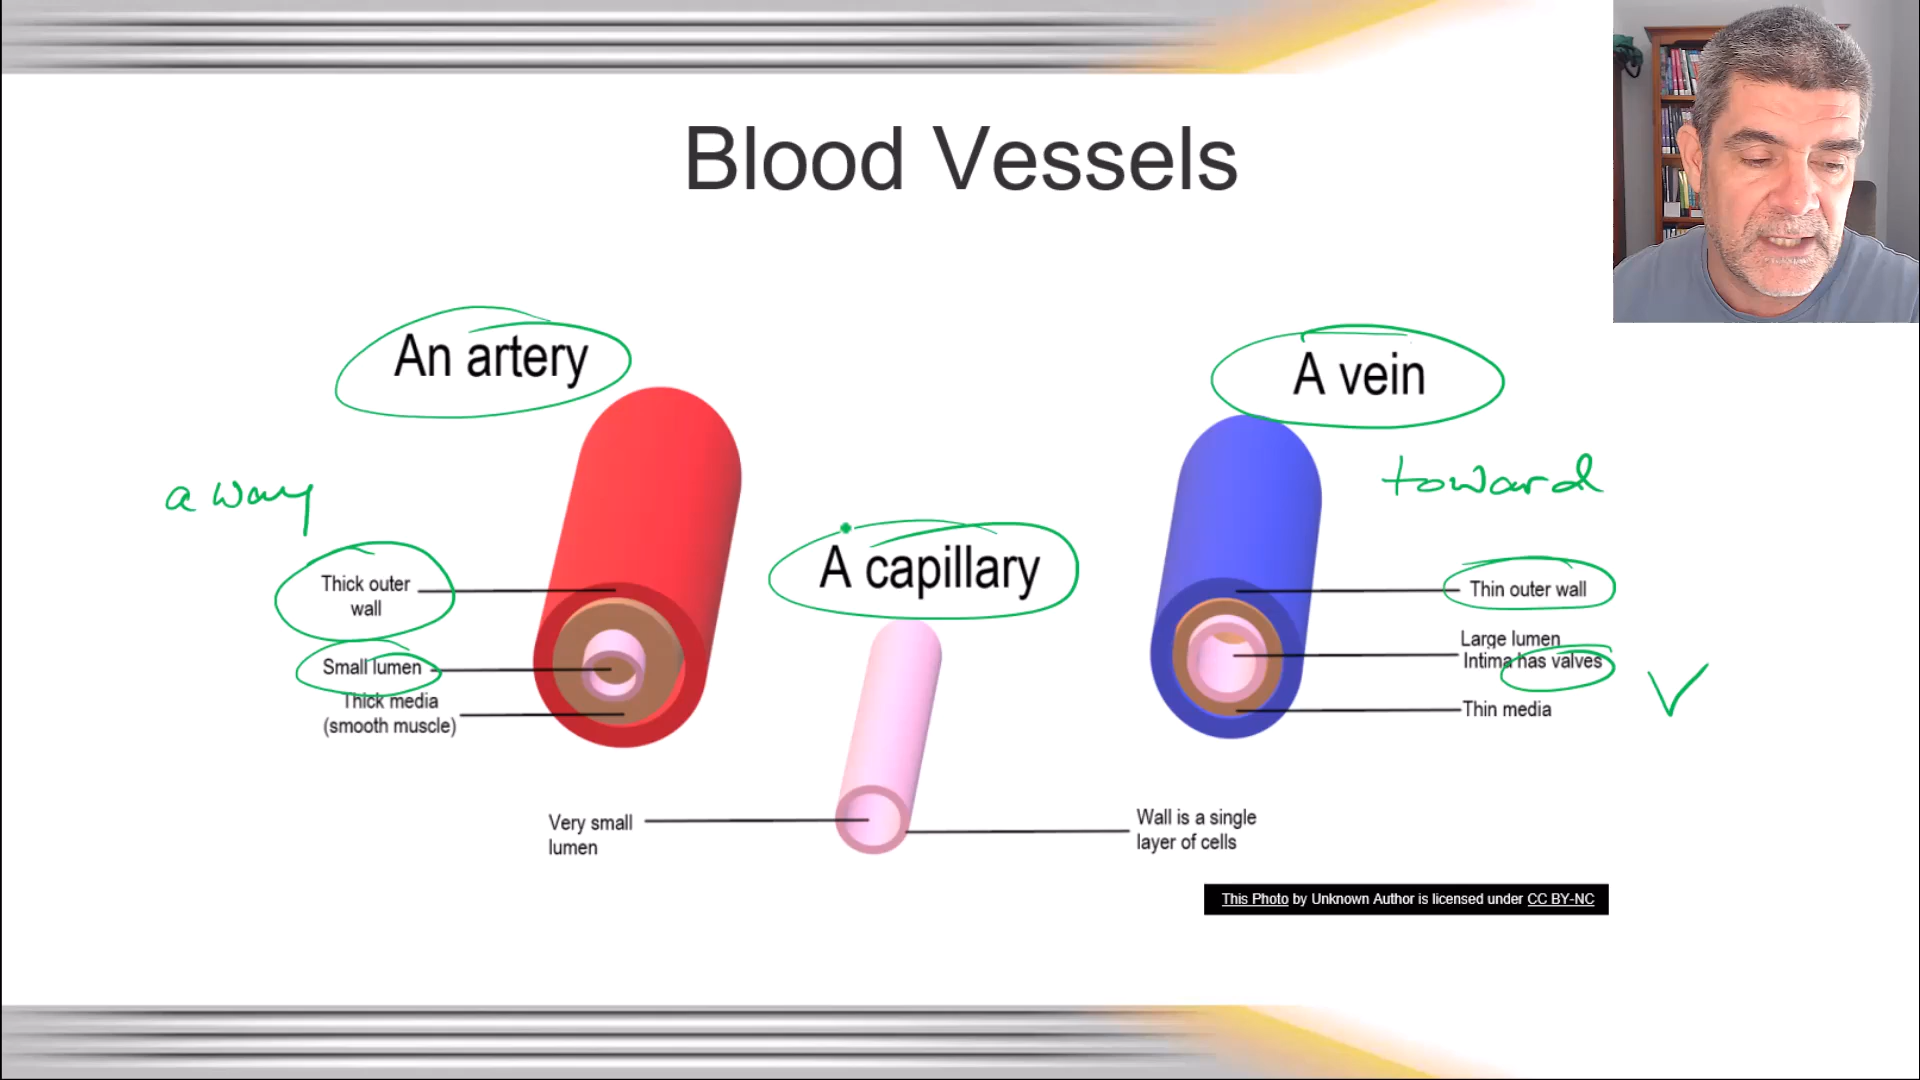 Blood Vessels
An artery
A vein
away
toward
A capillary
Thick outer
wall
Thin outer wall
Small lumen
Large lumen
Intima has valves
Thick media
(smooth muscle)
Thin media
Very small
lumen
Wall is a single
layer of cells
This Photo by Unknown Author is licensed under CC BY-NC